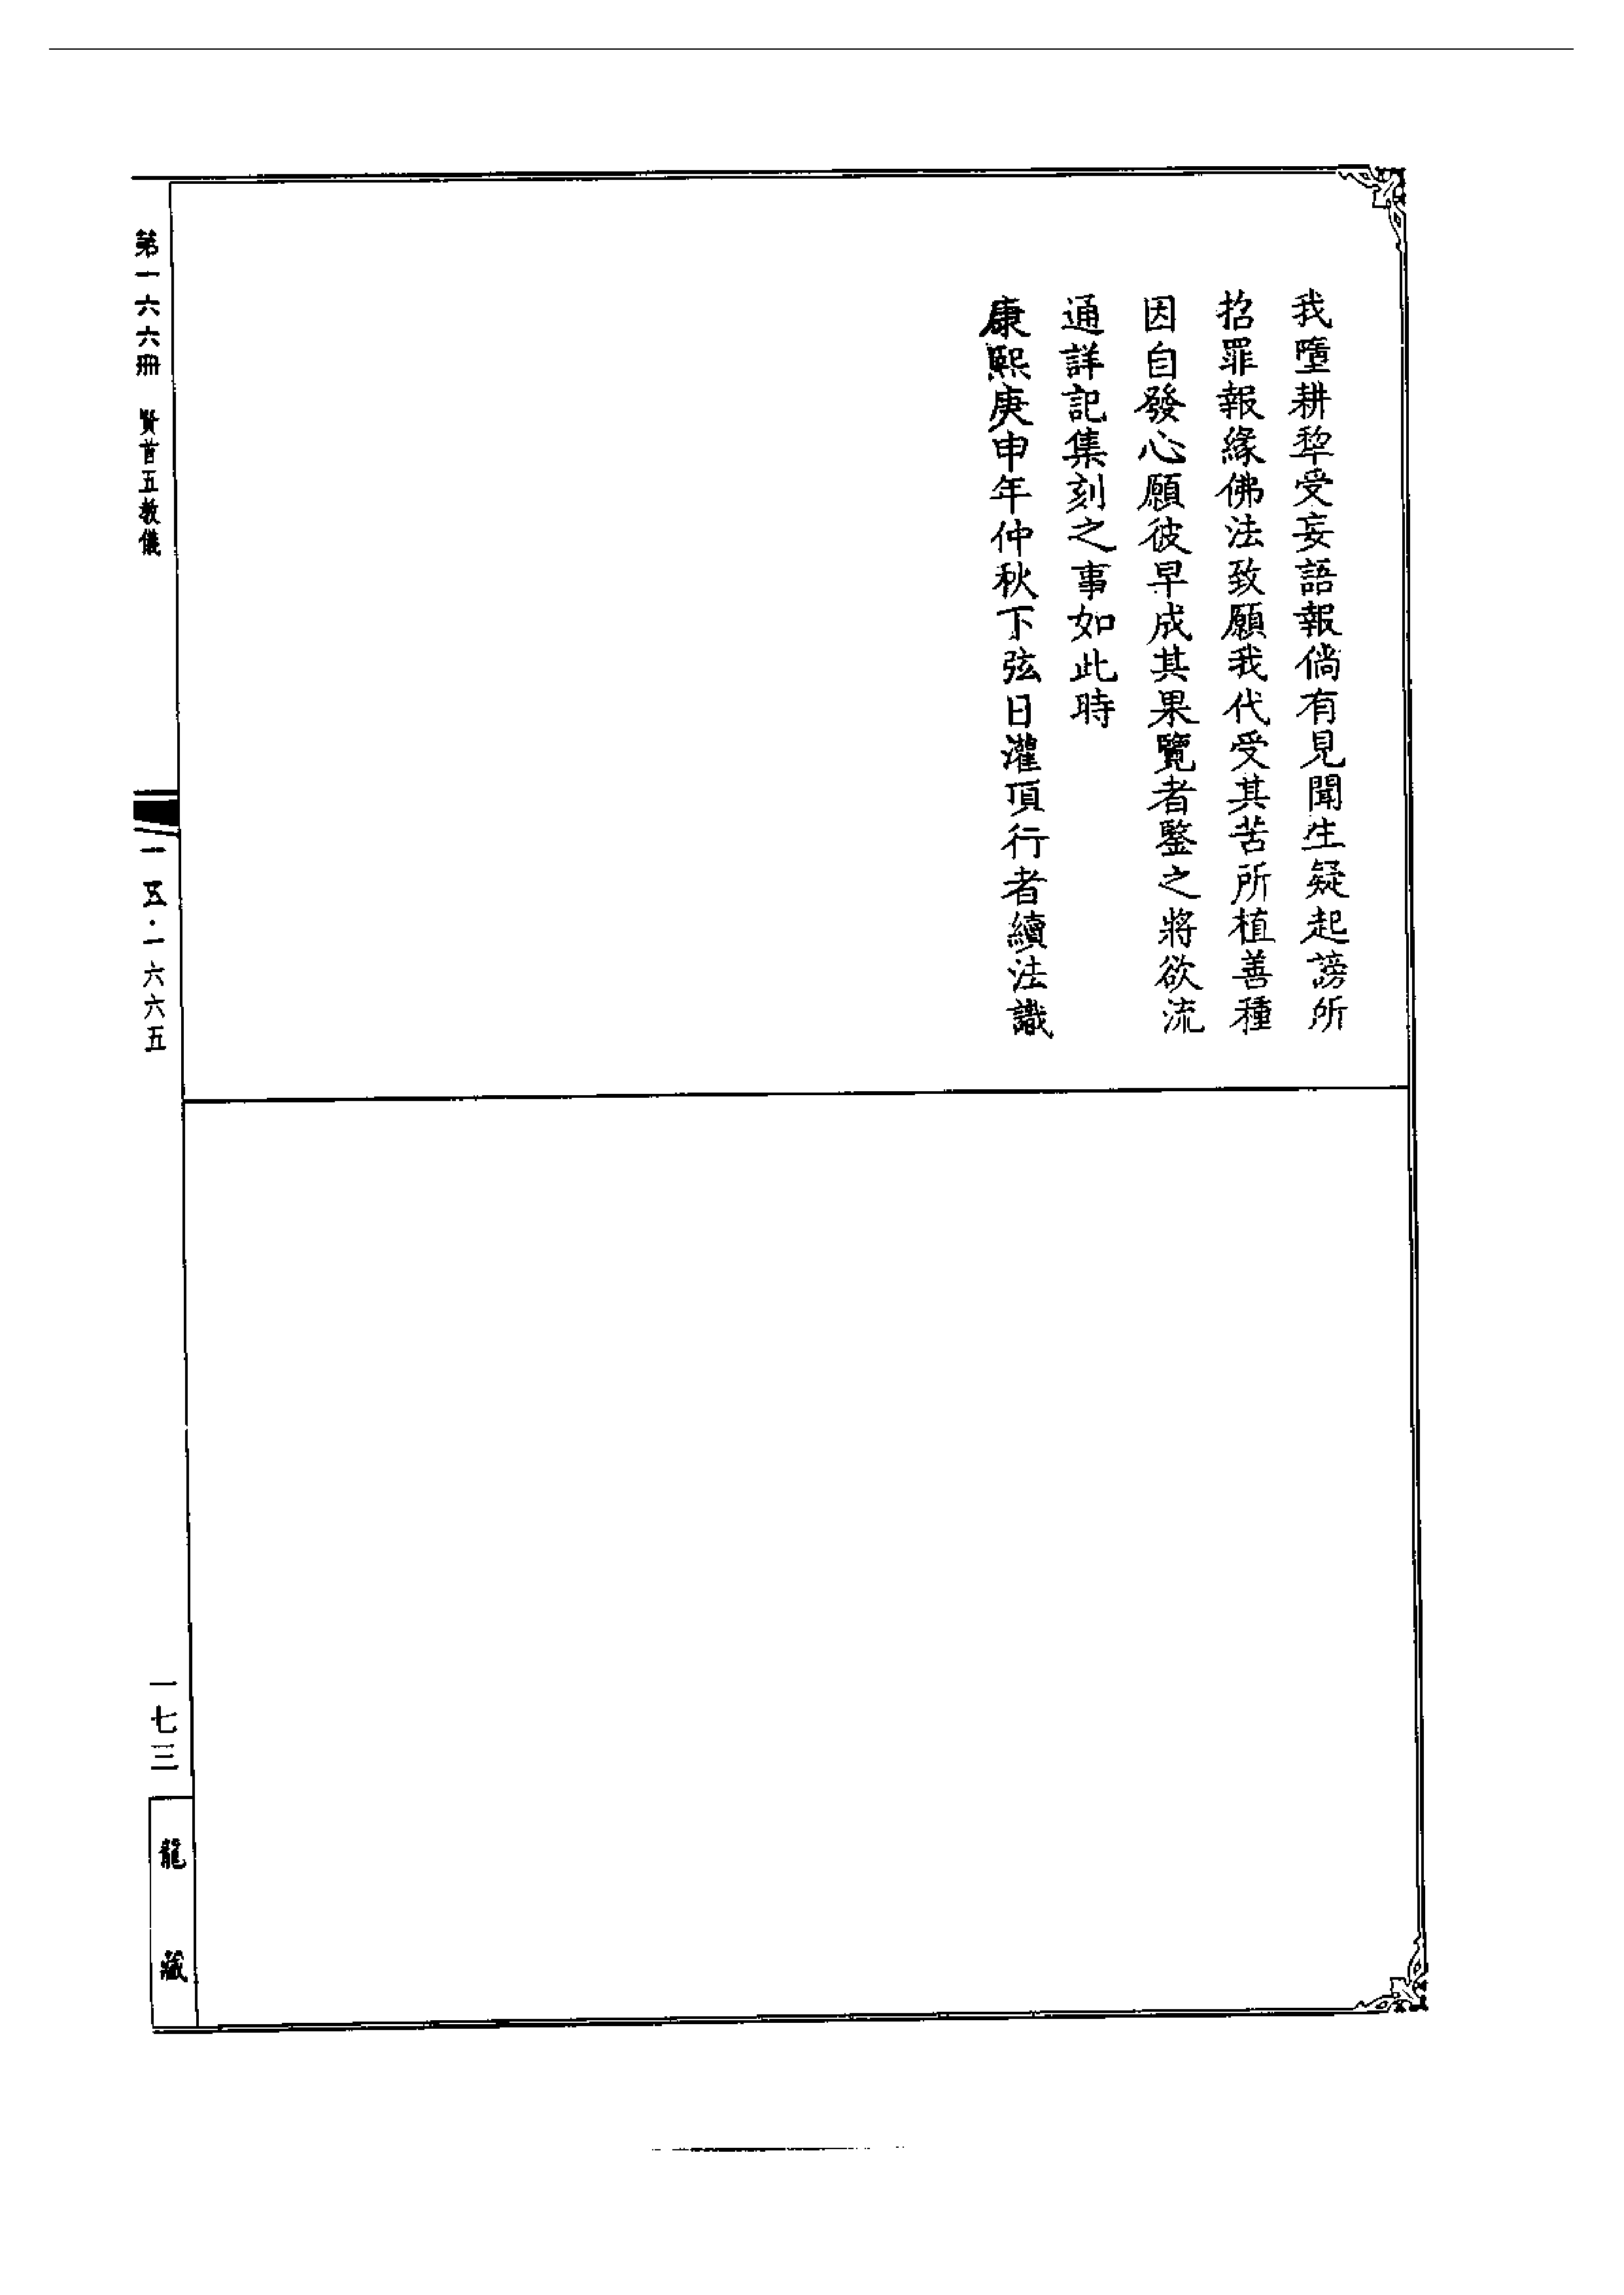 我墮耕犂受妄語報倘有見聞生疑起謗所
招罪報緣佛法致願我代受其苦所植善種
因自發心願彼早成其果覽者鑒之將欲流
通詳記集刻之事如此時
康熙庚申年仲秋下弦日灌頂行者續法識
第一六六冊　賢首五教儀
一五·一六六五
一七三
龍藏